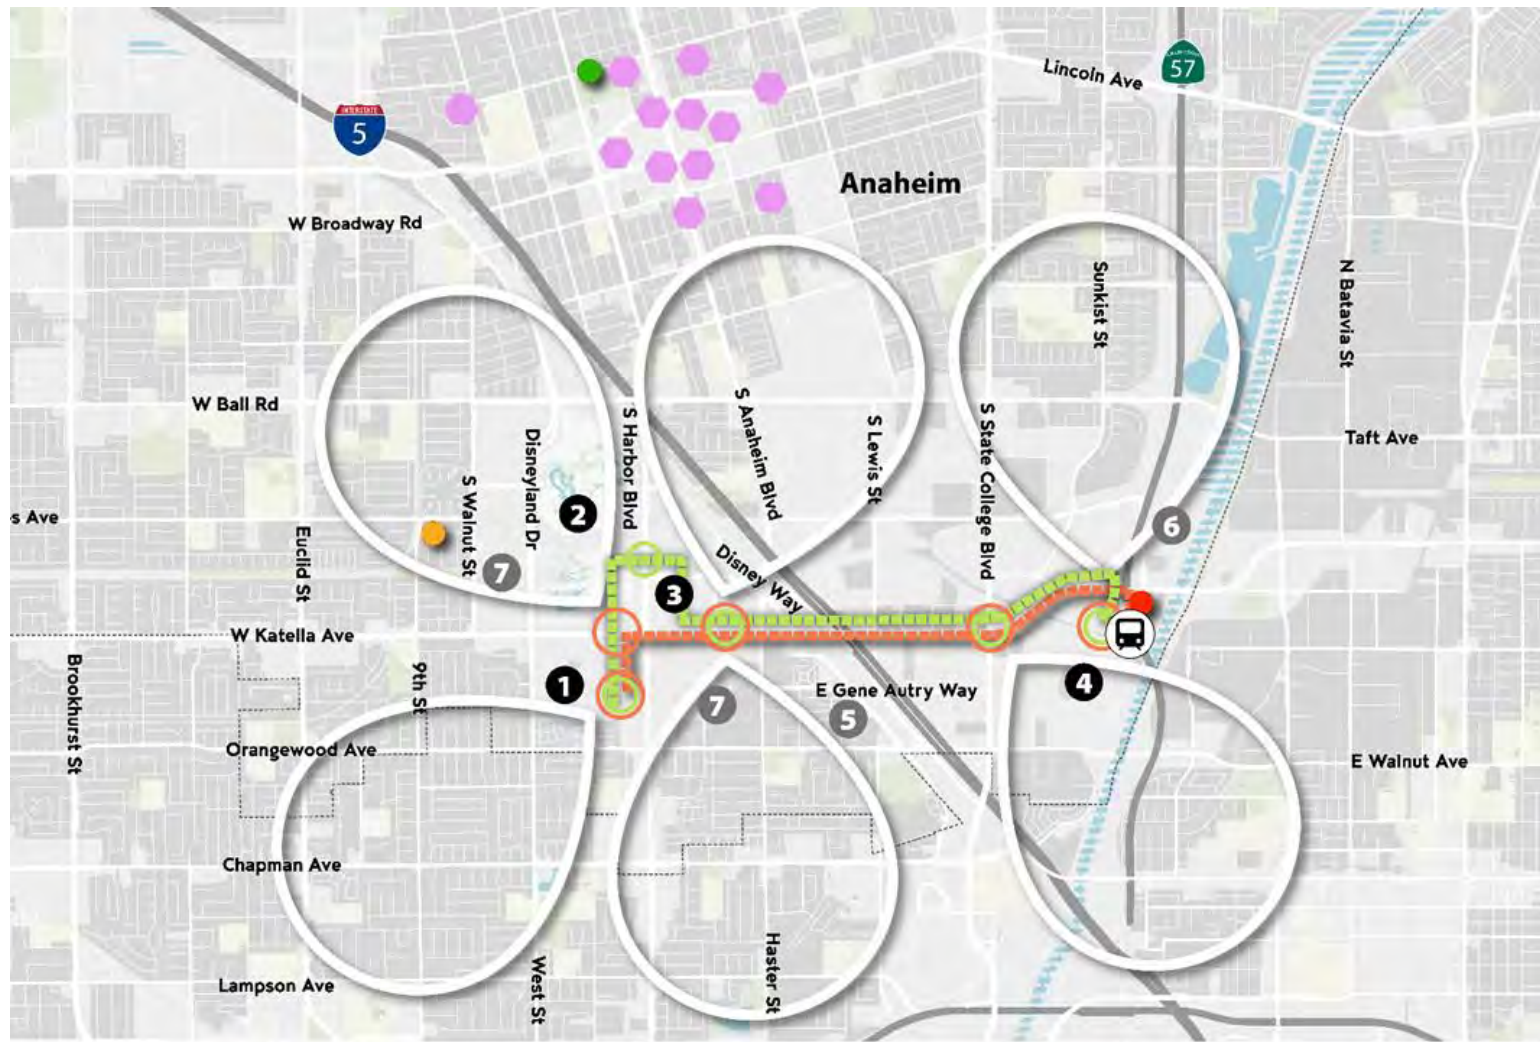 Lincoln Ave
57
INTERSTATE
5
Anaheim
W Broadway Rd
Sunkist St
N Batavia St
W Ball Rd
S Harbor Blvd
S Anaheim Blvd
S Lewis St
S State College Blvd
Taft Ave
Disneyland Dr
S Walnut St
2
s Ave
6
Euclid St
7
Disney Way
3
W Katella Ave
Brookhurst St
9th St
1
E Gene Autry Way
4
7
5
Orangewood Ave
E Walnut Ave
Chapman Ave
Haster St
West St
Lampson Ave